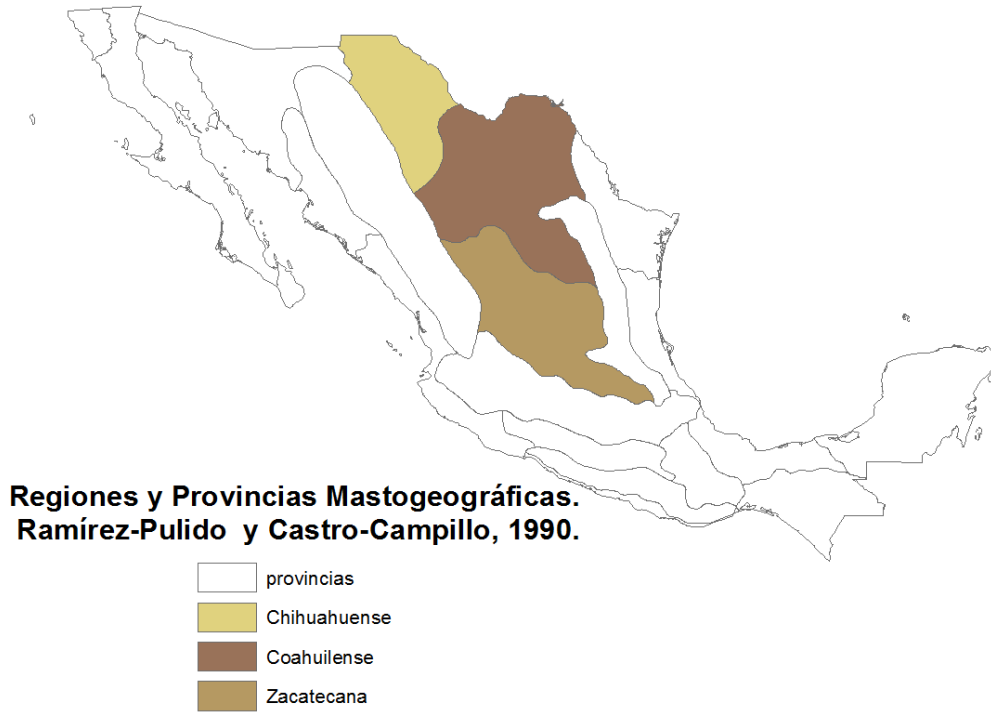 Regiones y Provincias Mastogeográficas.
Ramírez-Pulido y Castro-Campillo, 1990.
provincias
Chihuahuense
Coahuilense
Zacatecana